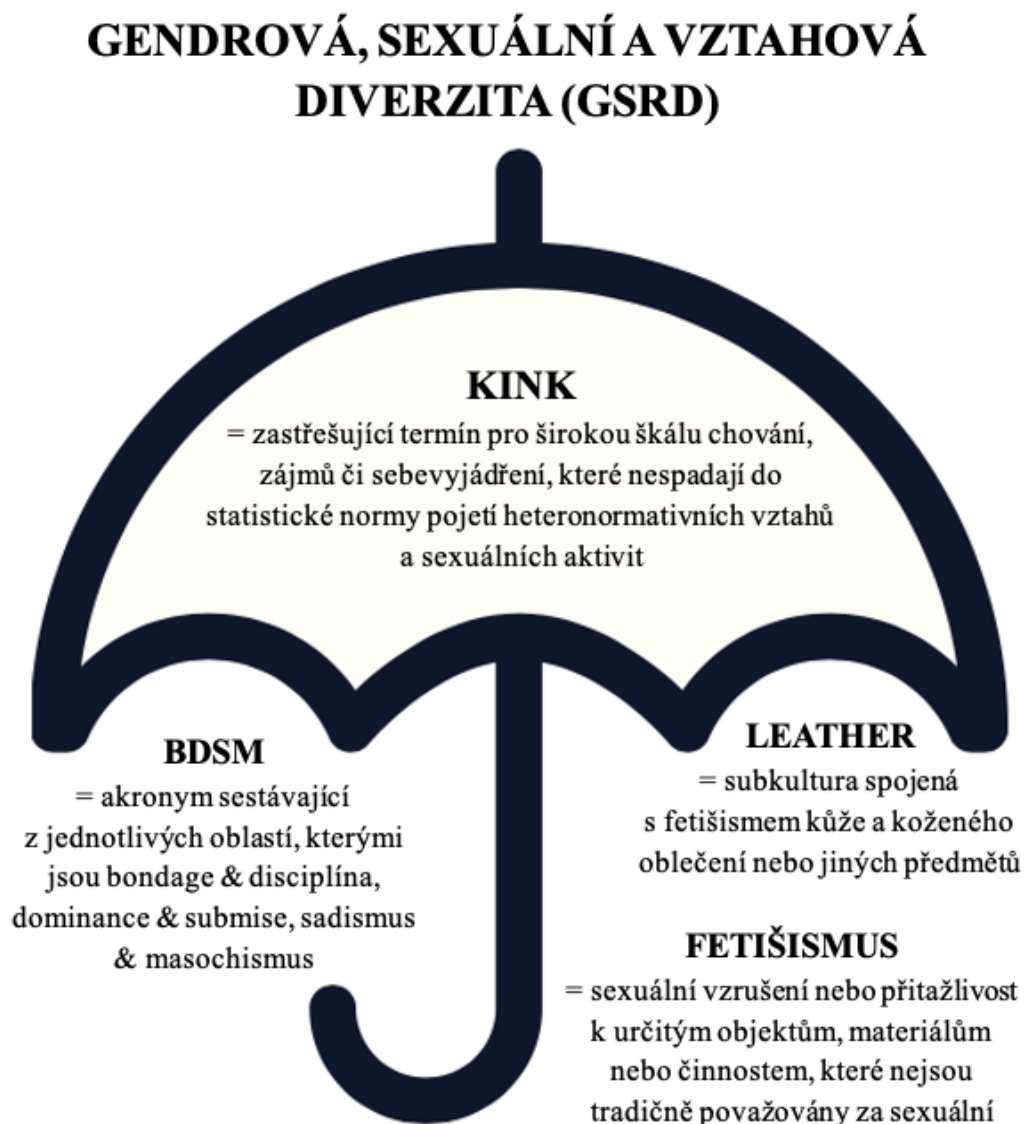 GENDROVÁ, SEXUÁLNÍ A VZTAHOVÁ
DIVERZITA (GSRD)
KINK
= zastřešující termín pro širokou škálu chování,
zájmů či sebevyjádření, které nespadají do
statistické normy pojetí heteronormativních vztahů
a sexuálních aktivit
BDSM
= akronym sestávající
z jednotlivých oblastí, kterými
jsou bondage & disciplína,
dominance & submise, sadismus
& masochismus
LEATHER
= subkultura spojená
s fetišismem kůže a koženého
oblečení nebo jiných předmětů
FETIŠISMUS
= sexuální vzrušení nebo přitažlivost
k určitým objektům, materiálům
nebo činnostem, které nejsou
tradičně považovány za sexuální